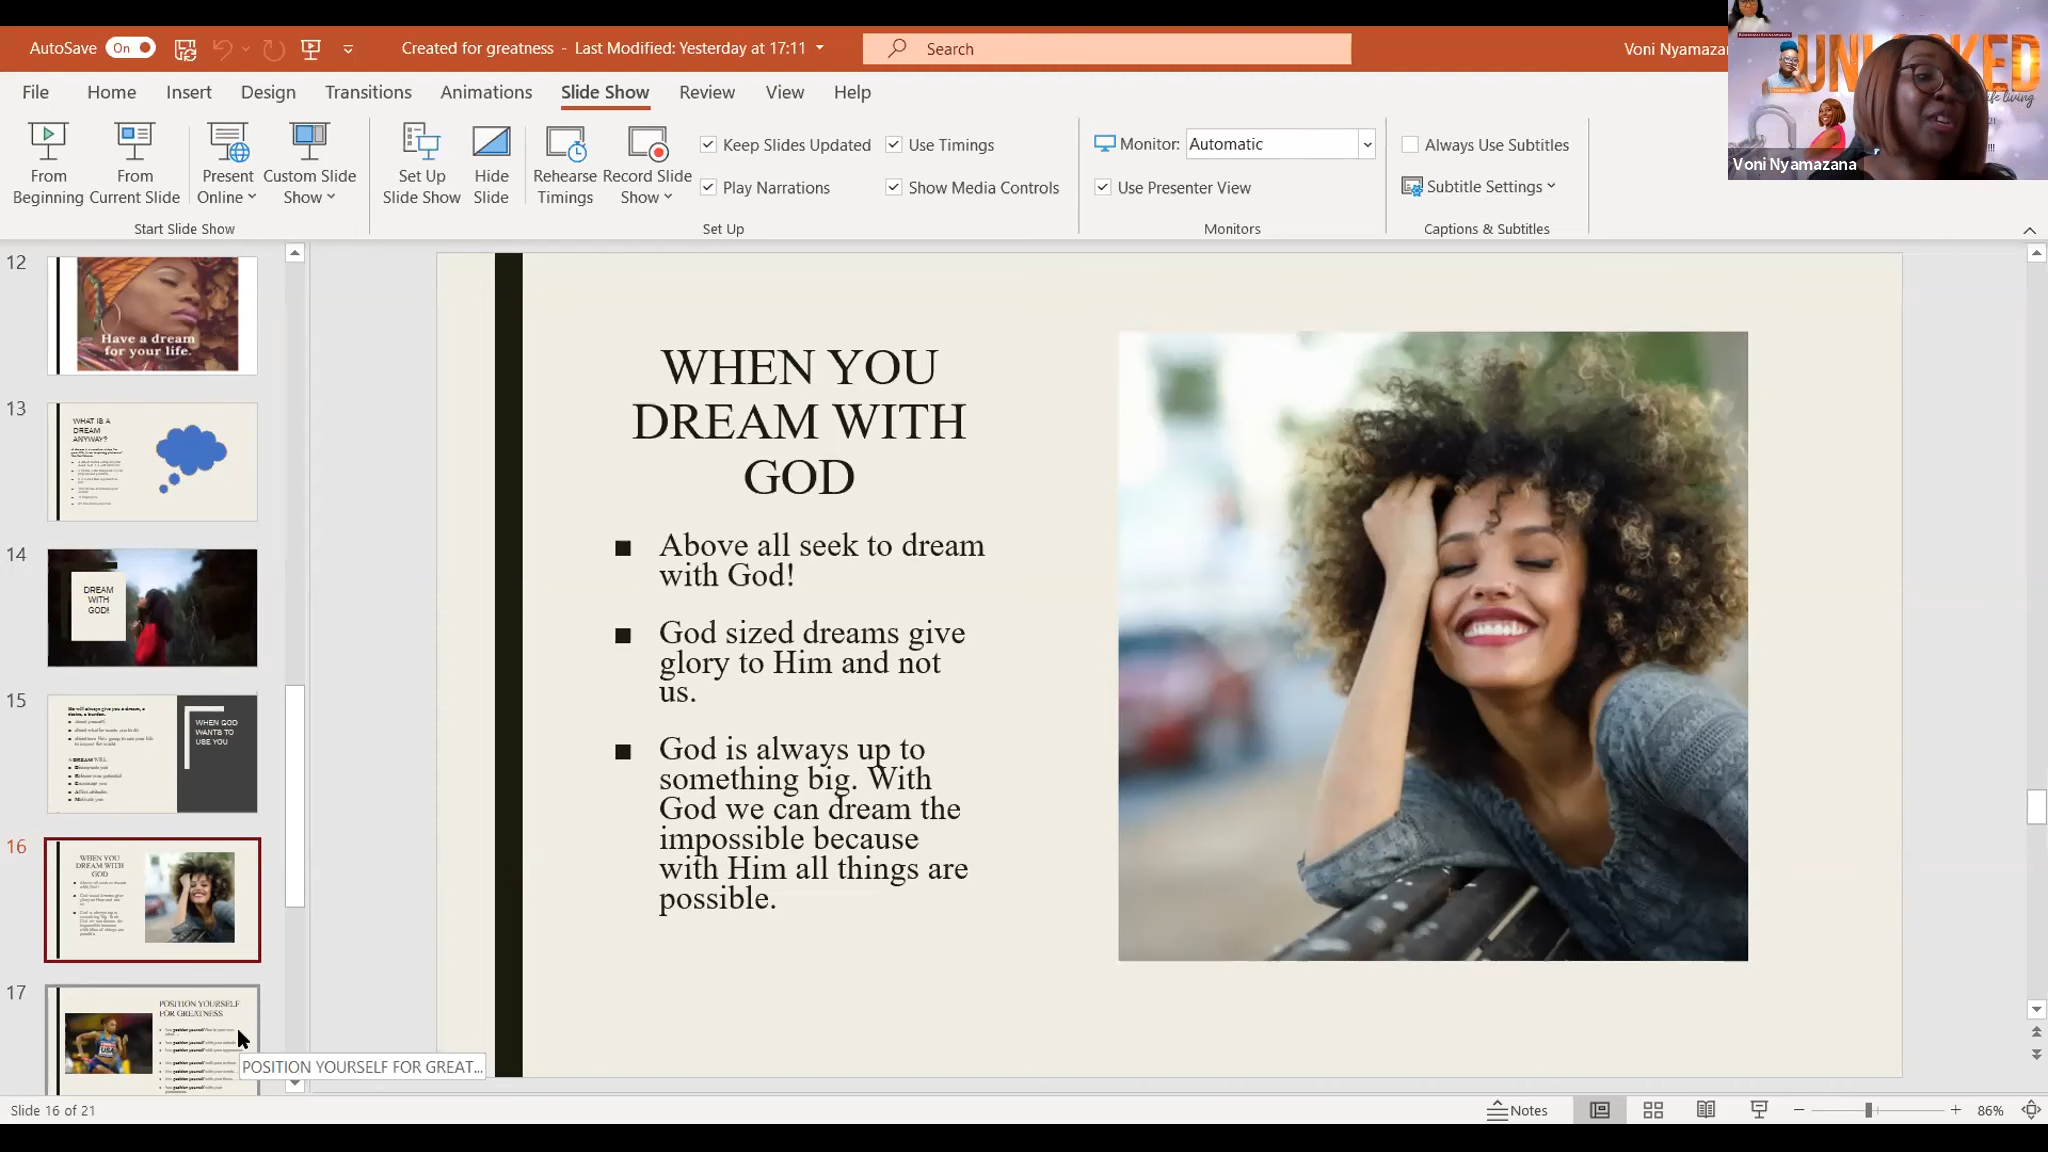 AutoSave On Created for greatness - Last Modified: Yesterday at 17:11 Search Voni Nyamazar
File Home Insert Design Transitions Animations Slide Show Review View Help
From Beginning
From Current Slide
Present Online
Custom Slide Show
Start Slide Show
Set Up Slide Show
Hide Slide
Rehearse Timings
Record Slide Show
Keep Slides Updated
Use Timings
Play Narrations
Show Media Controls
Set Up
Monitor: Automatic
Use Presenter View
Monitors
Always Use Subtitles
Subtitle Settings
Captions & Subtitles
UNLOCKED
life living
Voni Nyamazana
12
Have a dream
for your life.
13
WHAT IS A
DREAM
ANYWAY?
14
DREAM
WITH
GOD!
15
WHEN GOD
WANTS TO
USE YOU
16
WHEN YOU
DREAM WITH
GOD
17
POSITION YOURSELF
FOR GREATNESS
POSITION YOURSELF FOR GREAT...
WHEN YOU
DREAM WITH
GOD
Above all seek to dream
with God!
God sized dreams give
glory to Him and not
us.
God is always up to
something big. With
God we can dream the
impossible because
with Him all things are
possible.
USA
Slide 16 of 21 Notes 86%